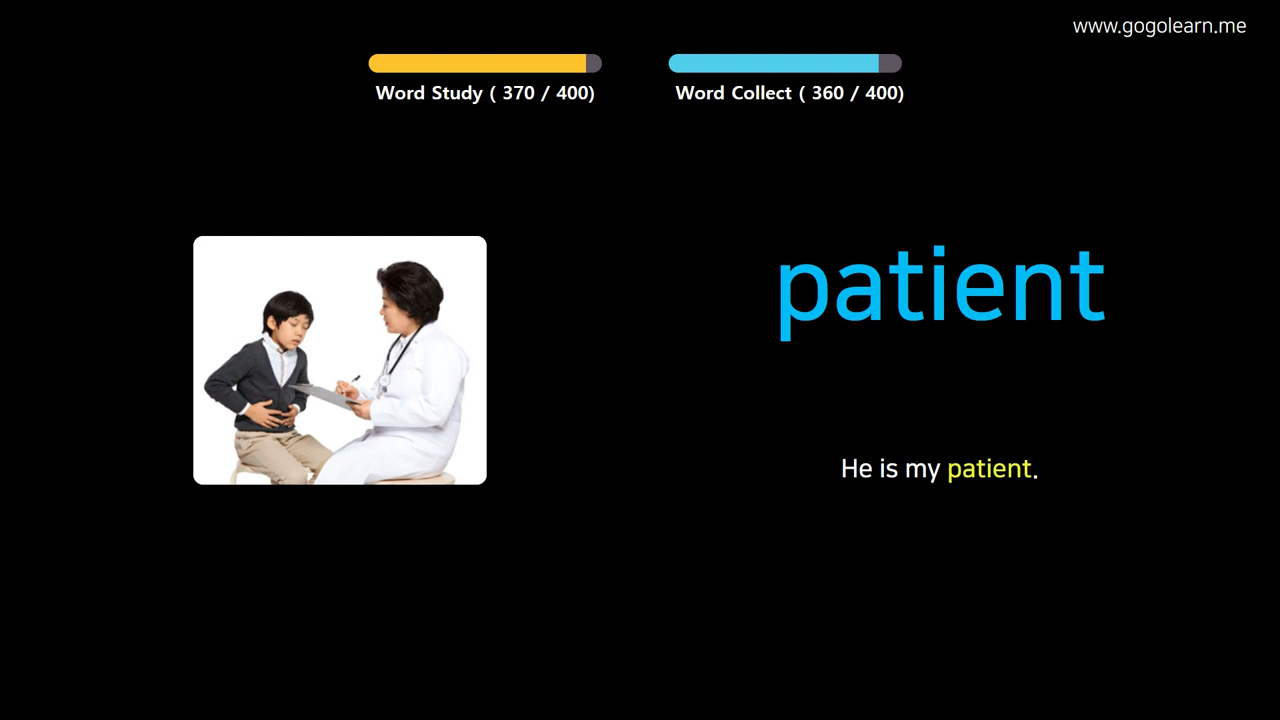 www.gogolearn.me
Word Study ( 370 / 400)
Word Collect ( 360 / 400)
patient
He is my patient.